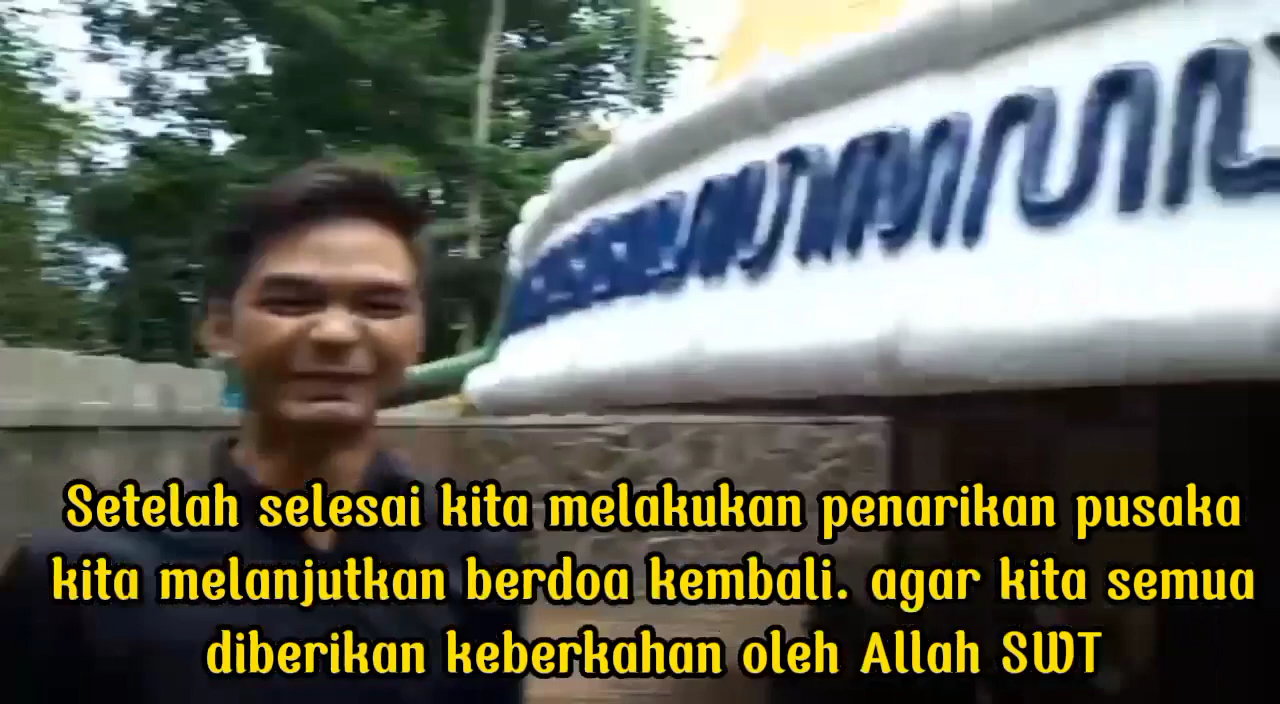 Setelah selesai kita melakukan penarikan pusaka
kita melanjutkan berdoa kembali. agar kita semua
diberikan keberkahan oleh Allah SWT